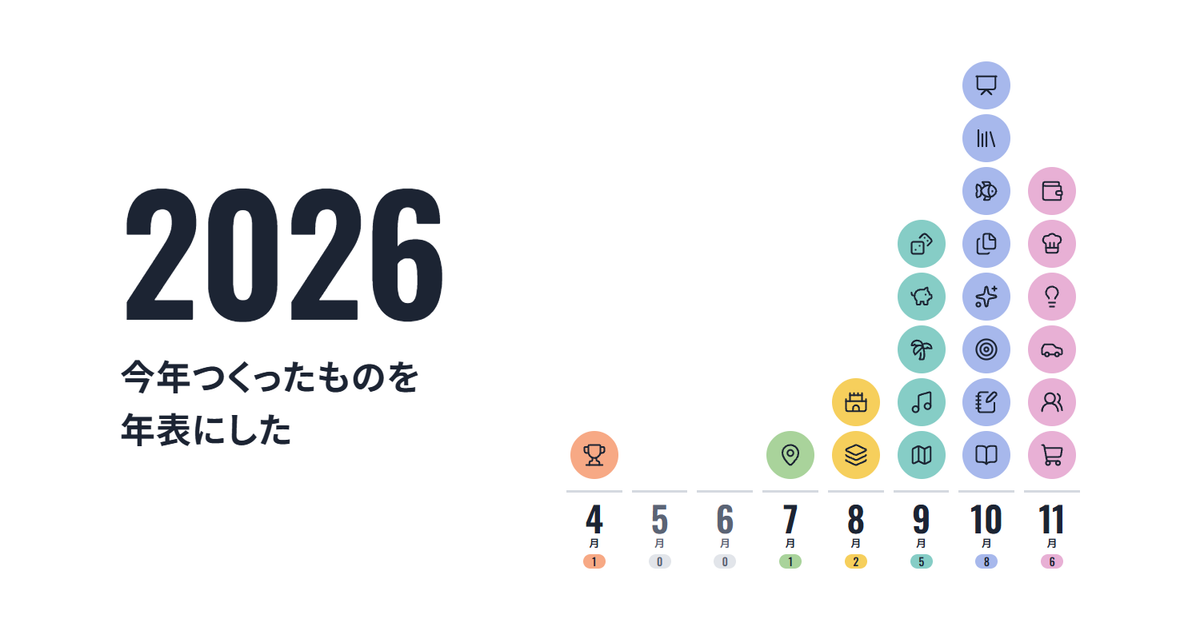 2026
今年つくったものを
年表にした
4 5 6 7 8 9 10 11
月 月 月 月 月 月 月 月
1 0 0 1 2 5 8 6